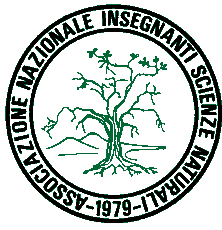 ASSOCIAZIONE NAZIONALE INSEGNANTI SCIENZE NATURALI
-1979-